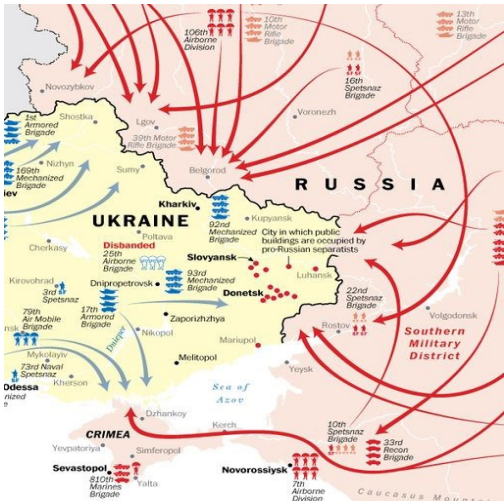 106th
Airborne
Division
10th
Motor
Rifle
Brigade
13th
Motor
Rifle
Brigade
16th
Spetsnaz
Brigade
Novozybkov
Shostka
Lgov
Voronezh
1st
Armored
Brigade
39th Motor
Rifle Brigade
Nizhyn
169th
Mechanized
Brigade
Sumy
Belgorod
iev
RUSSIA
Kharkiv
92nd
Mechanized
Brigade
Kupyansk
UKRAINE
Poltava
City in which public
buildings are occupied by
pro-Russian separatists
Cherkasy
Disbanded
25th
Airborne
Brigade
Slovyansk
93rd
Mechanized
Brigade
Luhansk
Kirovohrad
3rd
Spetsnaz
Dnipropetrovsk
17th
Armored
Brigade
Donetsk
22nd
Spetsnaz
Brigade
79th
Air Mobile
Brigade
Zaporizhzhya
Volgodonsk
Dnieper
Nikopol
Mariupol
Rostov
Southern
Military
District
Mykolayiv
73rd Naval
Spetsnaz
Melitopol
Yeysk
Odessa
nized
e
Kherson
Sea of
Azov
Dzhankoy
Kerch
CRIMEA
Yevpatoriya
Simferopol
10th
Spetsnaz
Brigade
33rd
Recon
Brigade
Sevastopol
810th
Marines
Brigade
Yalta
Novorossiysk
7th
Airborne
Division
Caucasus Mountain